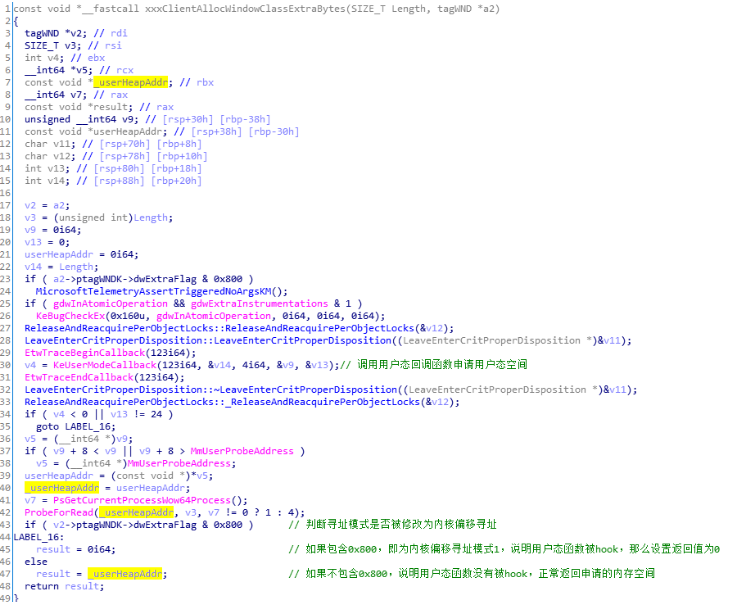 1 const void *__fastcall xxxClientAllocWindowClassExtraBytes(SIZE_T Length, tagWND *a2)
2 {
3 tagWND *v2; // rdi
4 SIZE_T v3; // rsi
5 int v4; // ebx
6 __int64 *v5; // rcx
7 const void *_userHeapAddr; // rbx
8 __int64 v7; // rax
9 const void *result; // rax
10 unsigned __int64 v9; // [rsp+30h] [rbp-38h]
11 const void *userHeapAddr; // [rsp+38h] [rbp-30h]
12 char v11; // [rsp+70h] [rbp+8h]
13 char v12; // [rsp+78h] [rbp+10h]
14 int v13; // [rsp+80h] [rbp+18h]
15 int v14; // [rsp+88h] [rbp+20h]
16
17 v2 = a2;
18 v3 = (unsigned int)Length;
19 v9 = 0i64;
20 v13 = 0;
21 userHeapAddr = 0i64;
22 v14 = Length;
23 if ( a2->ptagWNDK->dwExtraFlag & 0x800 )
24 MicrosoftTelemetryAssertTriggeredNoArgsKM();
25 if ( gdwInAtomicOperation && gdwExtraInstrumentations & 1 )
26 KeBugCheckEx(0x160u, gdwInAtomicOperation, 0i64, 0i64, 0i64);
27 ReleaseAndReacquirePerObjectLocks::ReleaseAndReacquirePerObjectLocks(&v12);
28 LeaveEnterCritProperDisposition::LeaveEnterCritProperDisposition((LeaveEnterCritProperDisposition *)&v11);
29 EtwTraceBeginCallback(123i64);
30 v4 = KeUserModeCallback(123i64, &v14, 4i64, &v9, &v13);// 调用用户态回调函数申请用户态空间
31 EtwTraceEndCallback(123i64);
32 LeaveEnterCritProperDisposition::~LeaveEnterCritProperDisposition((LeaveEnterCritProperDisposition *)&v11);
33 ReleaseAndReacquirePerObjectLocks::_ReleaseAndReacquirePerObjectLocks(&v12);
34 if ( v4 < 0 || v13 != 24 )
35 goto LABEL_16;
36 v5 = (__int64 *)v9;
37 if ( v9 + 8 < v9 || v9 + 8 > MmUserProbeAddress )
38 v5 = (__int64 *)MmUserProbeAddress;
39 userHeapAddr = (const void *)*v5;
40 _userHeapAddr = userHeapAddr;
41 v7 = PsGetCurrentProcessWow64Process();
42 ProbeForRead(_userHeapAddr, v3, v7 != 0 ? 1 : 4);
43 if ( v2->ptagWNDK->dwExtraFlag & 0x800 ) // 判断寻址模式是否被修改为内核偏移寻址
44 LABEL_16:
45 result = 0i64; // 如果包含0x800，即为内核偏移寻址模式1，说明用户态函数被hook，那么设置返回值为0
46 else
47 result = _userHeapAddr; // 如果不包含0x800，说明用户态函数没有被hook，正常返回申请的内存空间
48 return result;
49 }